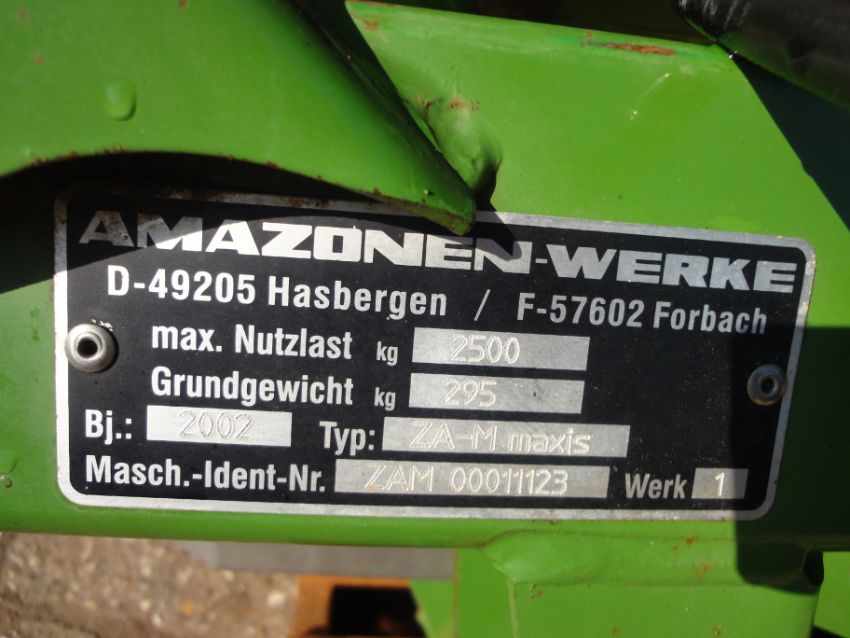 AMAZONEN-WERKE
D-49205 Hasbergen / F-57602 Forbach
max. Nutzlast kg 2500
Grundgewicht kg 295
Bj.: 2002 Typ: ZA-M maxis
Masch.-Ident-Nr. ZAM 00011123 Werk 1